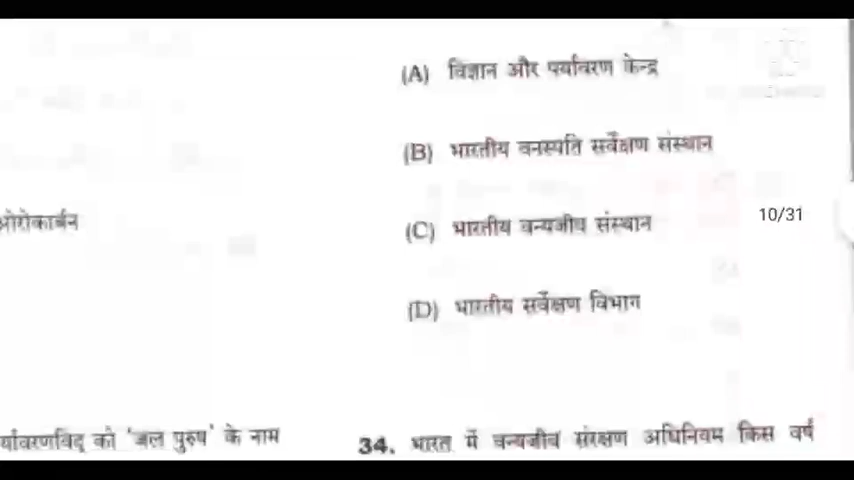 (A) विज्ञान और पर्यावरण केन्द्र
(B) भारतीय वनस्पति सर्वेक्षण संस्थान
ओरोकार्बन
(C) भारतीय वन्यजीव संस्थान
10/31
(D) भारतीय सर्वेक्षण विभाग
र्यावरणविद् को 'जल पुरुष' के नाम
34. भारत में वन्यजीव संरक्षण अधिनियम किस वर्ष